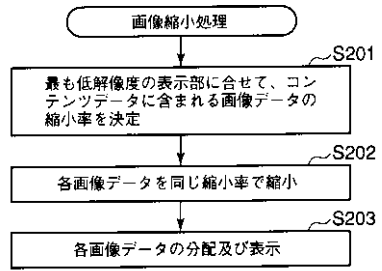 画像縮小処理
S201
最も低解像度の表示部に合せて、コン
テンツデータに含まれる画像データの
縮小率を決定
S202
各画像データを同じ縮小率で縮小
S203
各画像データの分配及び表示